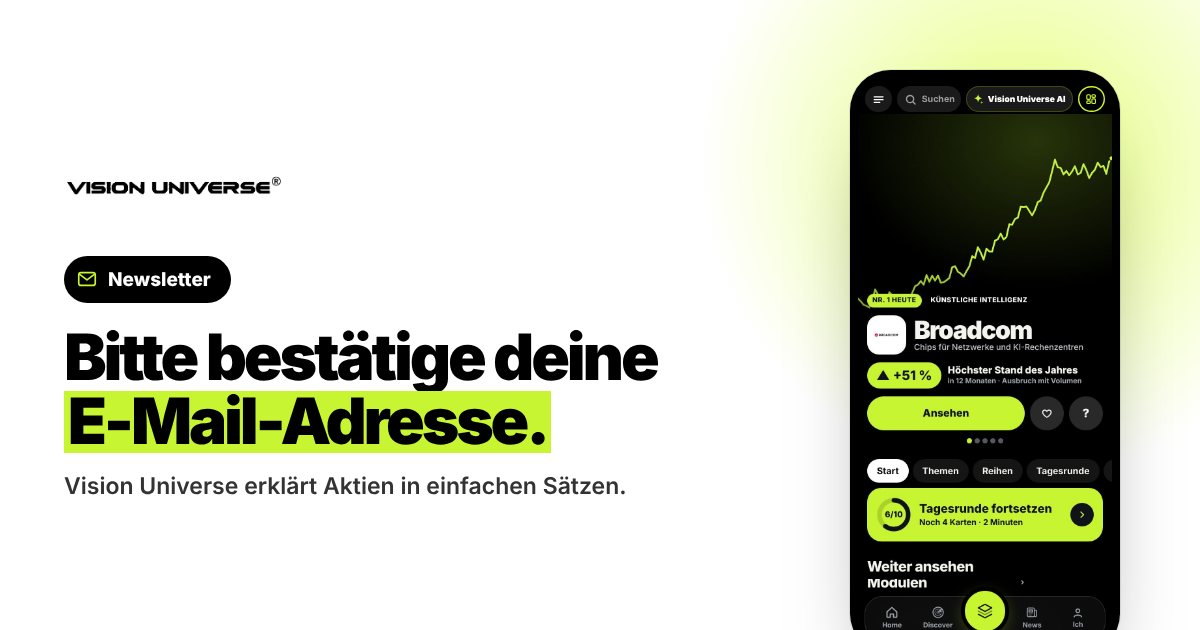 VISION UNIVERSE®
Newsletter
Bitte bestätige deine
E-Mail-Adresse.
Vision Universe erklärt Aktien in einfachen Sätzen.
Suchen
Vision Universe AI
NR. 1 HEUTE
KÜNSTLICHE INTELLIGENZ
BROADCOM
Broadcom
Chips für Netzwerke und KI-Rechenzentren
▲ +51 %
Höchster Stand des Jahres
In 12 Monaten · Ausbruch mit Volumen
Ansehen
?
Start
Themen
Reihen
Tagesrunde
6/10
Tagesrunde fortsetzen
Noch 4 Karten · 2 Minuten
Weiter ansehen
Modulen
Home
Discover
News
Ich